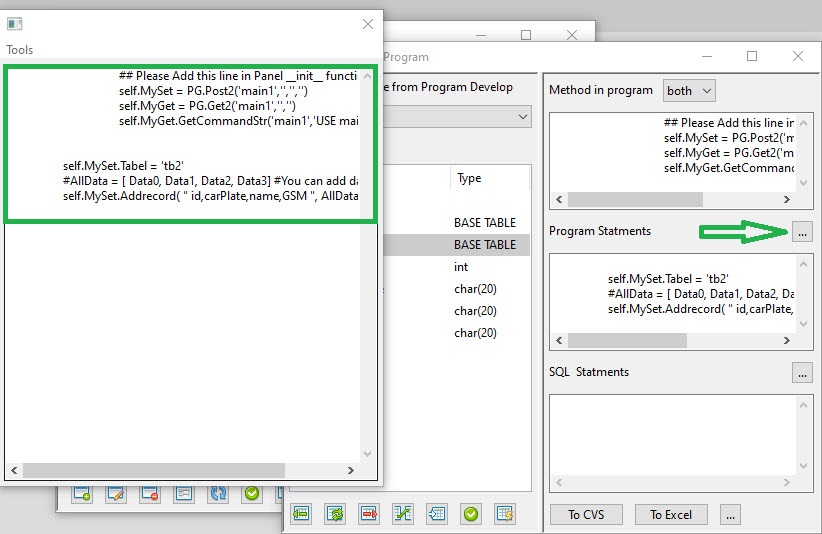 Tools
## Please Add this line in Panel __init__ functi
self.MySet = PG.Post2('main1','','','')
self.MyGet = PG.Get2('main1','','')
self.MyGet.GetCommandStr('main1','USE mai
self.MySet.Tabel = 'tb2'
#AllData = [ Data0, Data1, Data2, Data3] #You can add da
self.MySet.Addrecord( " id,carPlate,name,GSM ", AllData
Program
e from Program Develop
Type
BASE TABLE
BASE TABLE
int
char(20)
char(20)
char(20)
Method in program
both
## Please Add this line in
self.MySet = PG.Post2('m
self.MyGet = PG.Get2('m
self.MyGet.GetCommand
Program Statments
...
self.MySet.Tabel = 'tb2'
#AllData = [ Data0, Data1, Data2, Da
self.MySet.Addrecord( " id,carPlate,
SQL Statments
...
To CVS
To Excel
...